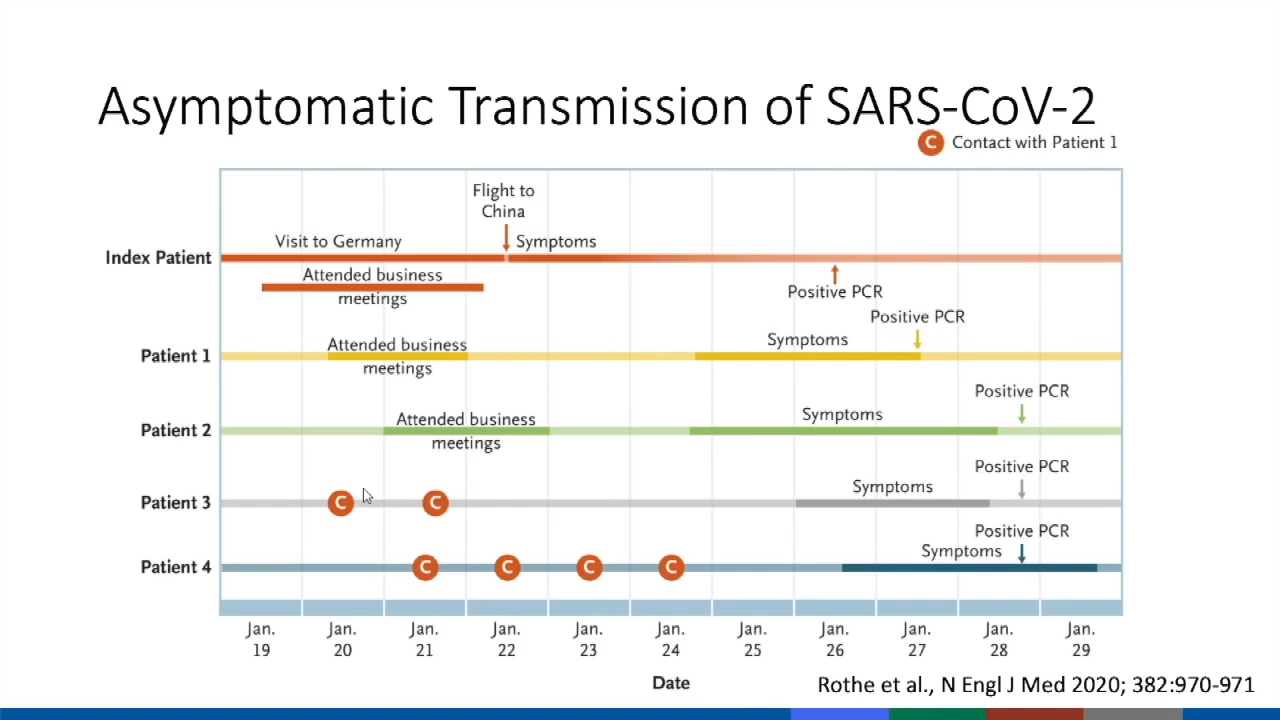 Asymptomatic Transmission of SARS-CoV-2
C Contact with Patient 1
Flight to
China
Visit to Germany
Symptoms
Index Patient
Attended business
meetings
Positive PCR
Positive PCR
Attended business
meetings
Symptoms
Patient 1
Positive PCR
Attended business
meetings
Symptoms
Patient 2
Positive PCR
Symptoms
Patient 3
C C
Positive PCR
Symptoms
Patient 4
C C C C
Jan. Jan. Jan. Jan. Jan. Jan. Jan. Jan. Jan. Jan. Jan.
19 20 21 22 23 24 25 26 27 28 29
Date
Rothe et al., N Engl J Med 2020; 382:970-971